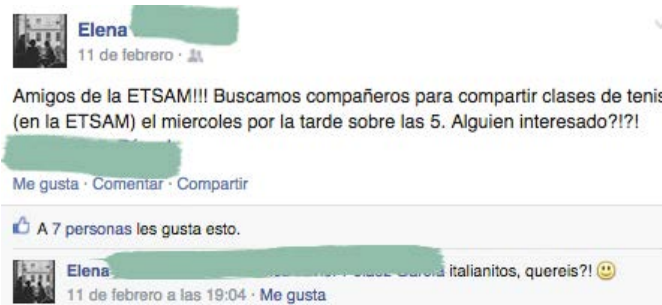 Elena
11 de febrero ·
Amigos de la ETSAM!!! Buscamos compañeros para compartir clases de tenis
(en la ETSAM) el miercoles por la tarde sobre las 5. Alguien interesado?!?!
Me gusta · Comentar · Compartir
A 7 personas les gusta esto.
Elena italianitos, quereis?!
11 de febrero a las 19:04 · Me gusta